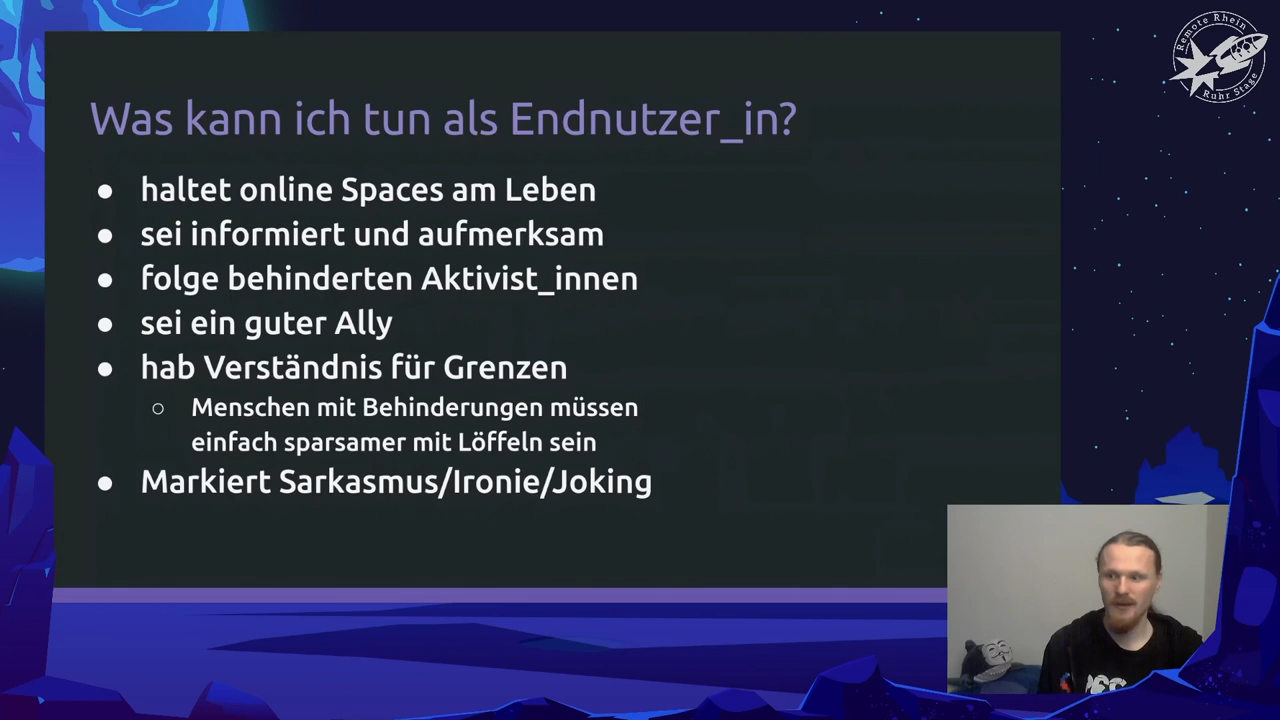 Remote Rhein
Ruhr Stage
Was kann ich tun als Endnutzer_in?
● haltet online Spaces am Leben
● sei informiert und aufmerksam
● folge behinderten Aktivist_innen
● sei ein guter Ally
● hab Verständnis für Grenzen
○ Menschen mit Behinderungen müssen
einfach sparsamer mit Löffeln sein
● Markiert Sarkasmus/Ironie/Joking